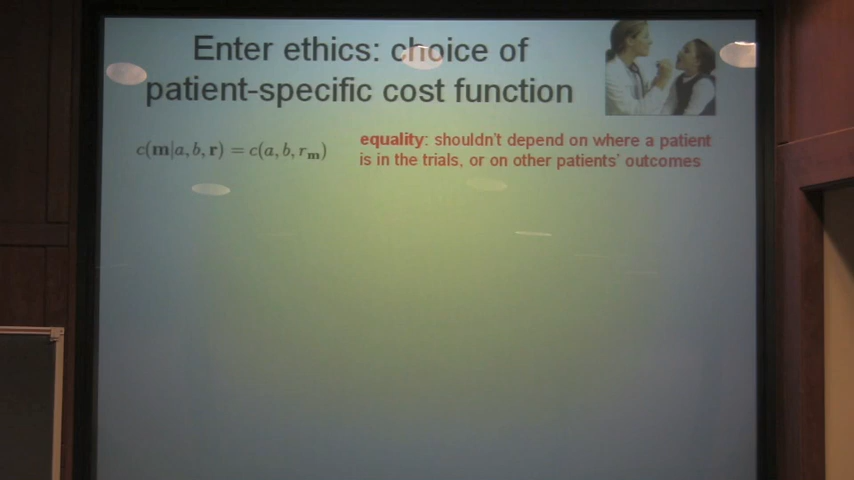 Enter ethics: choice of
patient-specific cost function
c(m|a, b, r) = c(a, b, rₘ)
equality: shouldn't depend on where a patient
is in the trials, or on other patients' outcomes